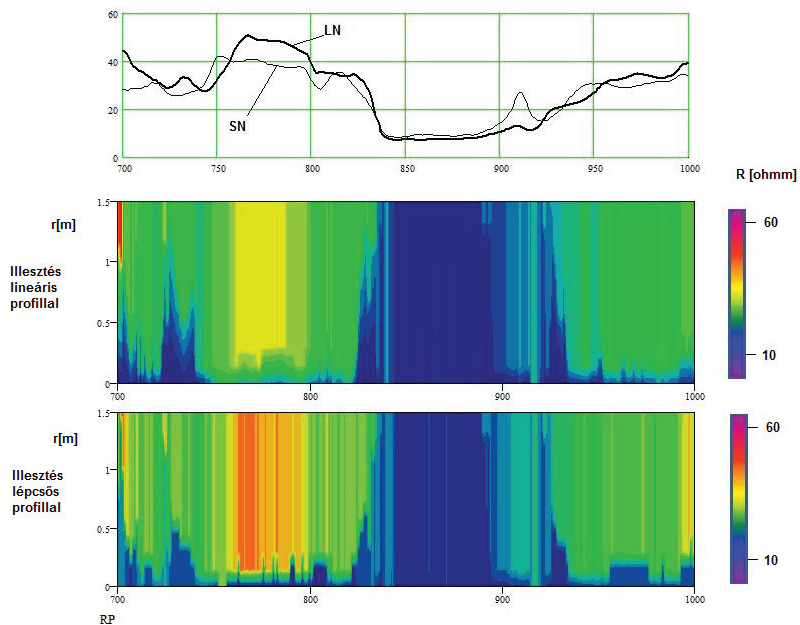 60
LN
40
20
SN
0
700 750 800 850 900 950 1000
R [ohmm]
1.5
r[m]
60
1
Illesztés
lineáris
profillal
0.5
10
0
700 800 900 1000
1.5
r[m]
60
1
Illesztés
lépcsős
profillal
0.5
10
0
700 800 900 1000
RP